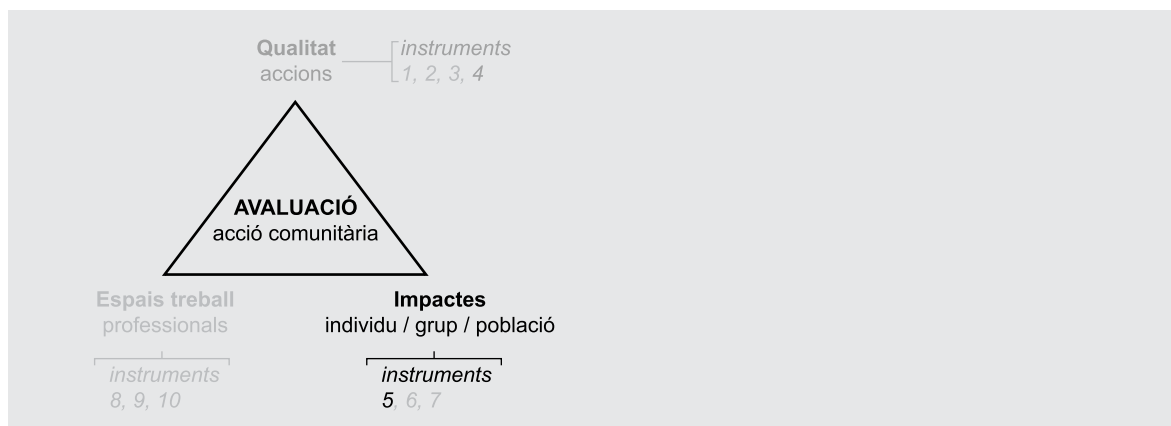 Qualitat
accions
instruments
1, 2, 3, 4
AVALUACIÓ
acció comunitària
Espais treball
professionals
instruments
8, 9, 10
Impactes
individu / grup / població
instruments
5, 6, 7